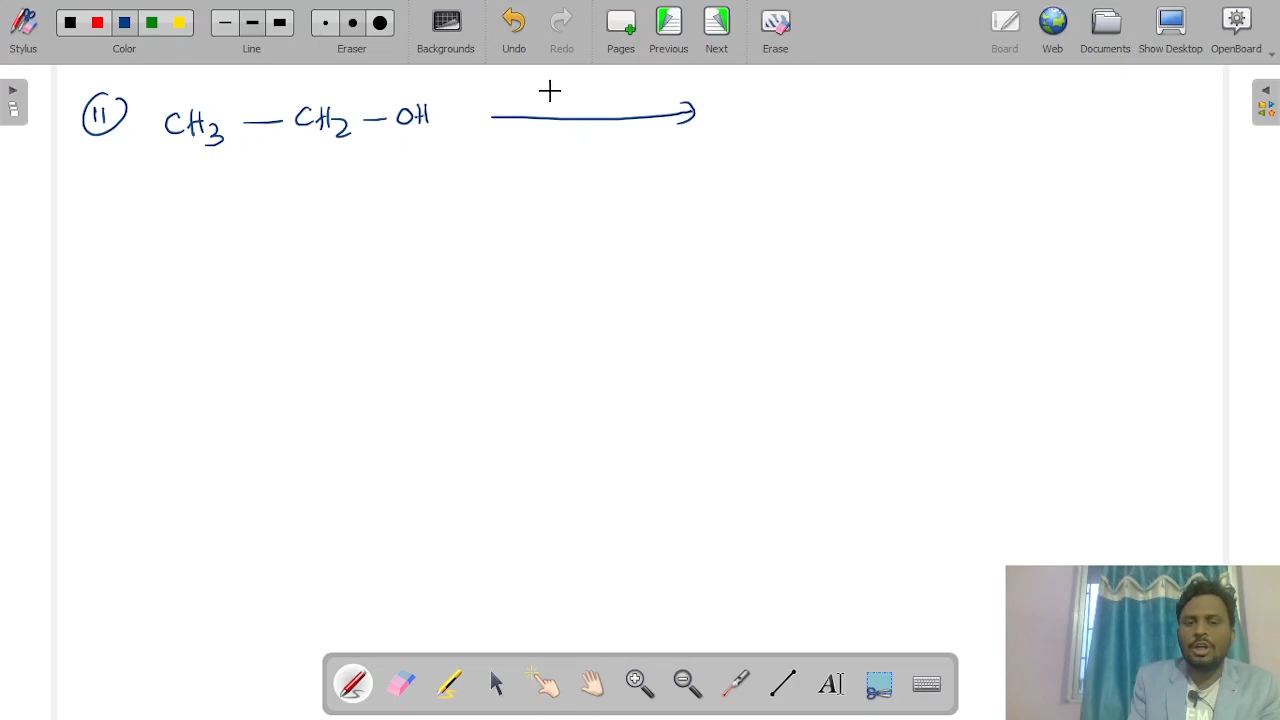 Stylus Color Line Eraser Backgrounds Undo Redo Pages Previous Next Erase Board Web Documents Show Desktop OpenBoard
11 CH3 — CH2 — OH →
EM